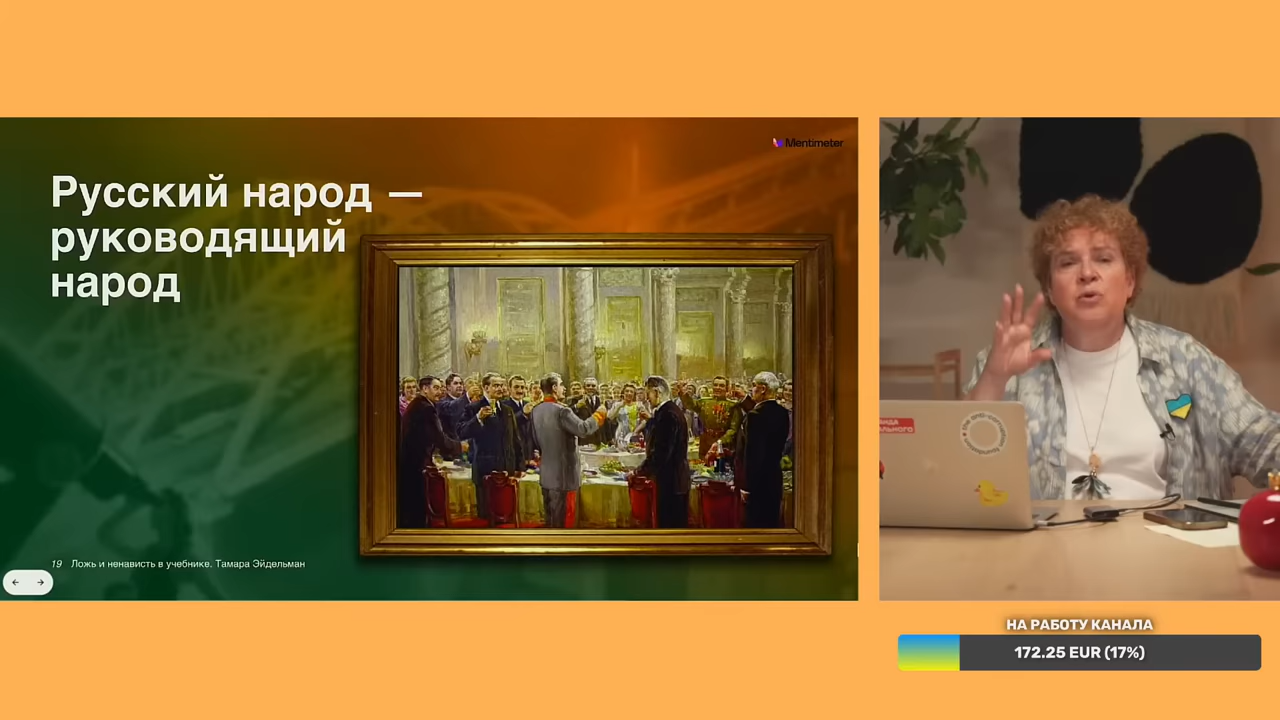 Mentimeter
Русский народ —
руководящий
народ
19 Ложь и ненависть в учебнике. Тамара Эйдельман
НА РАБОТУ КАНАЛА
172.25 EUR (17%)